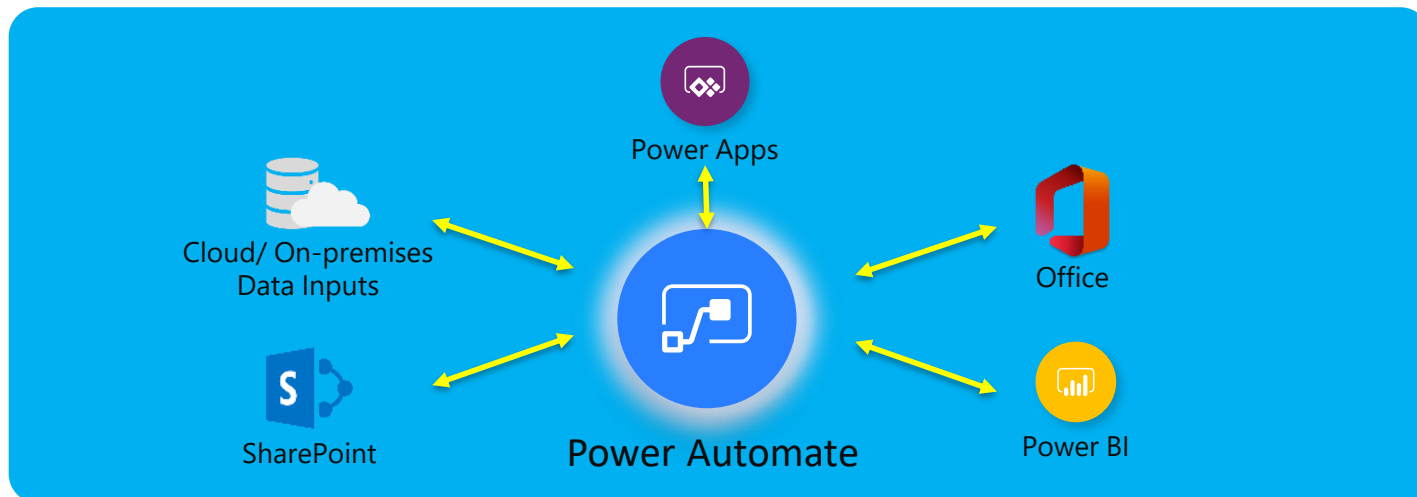 Power Apps
Cloud/ On-premises
Data Inputs
Office
S
SharePoint
Power Automate
Power BI